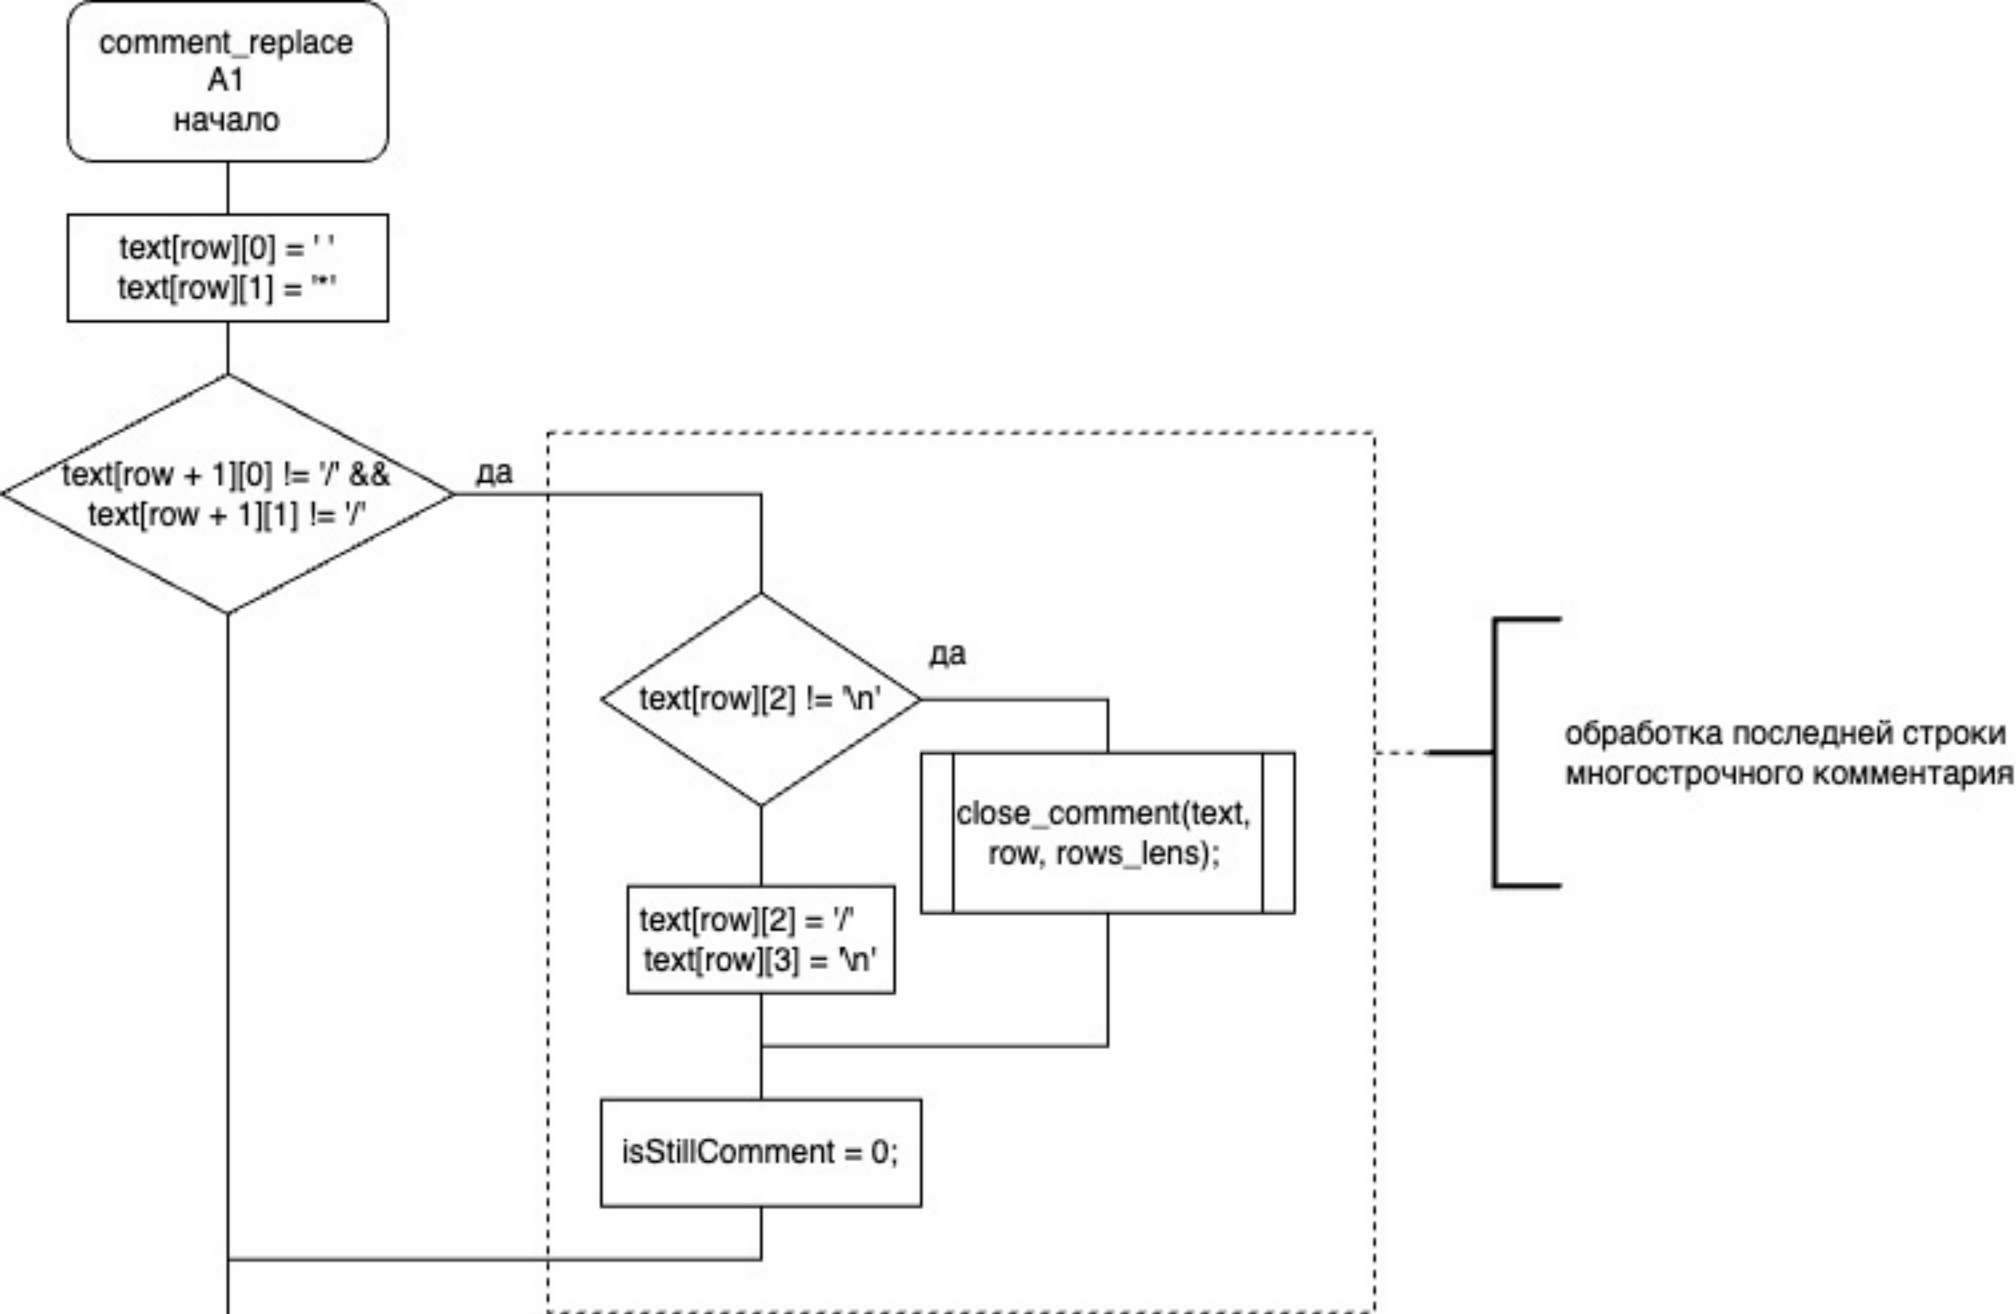 comment_replace
A1
начало
text[row][0] = ' '
text[row][1] = '*'
text[row + 1][0] != '/' &&
text[row + 1][1] != '/'
да
text[row][2] != '\n'
да
close_comment(text,
row, rows_lens);
text[row][2] = '/'
text[row][3] = '\n'
isStillComment = 0;
обработка последней строки
многострочного комментария